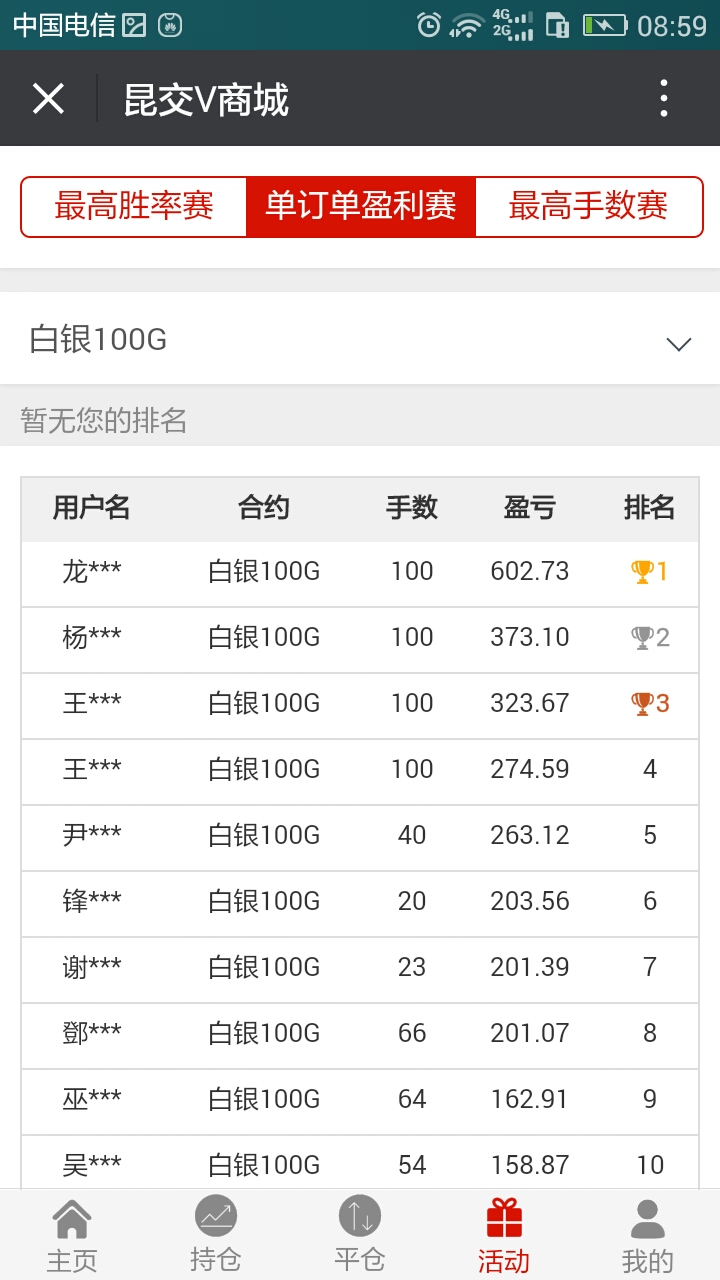 中国电信 4G 2G 08:59
昆交V商城
最高胜率赛 单订单盈利赛 最高手数赛
白银100G
暂无您的排名
用户名 合约 手数 盈亏 排名
龙*** 白银100G 100 602.73 1
杨*** 白银100G 100 373.10 2
王*** 白银100G 100 323.67 3
王*** 白银100G 100 274.59 4
尹*** 白银100G 40 263.12 5
锋*** 白银100G 20 203.56 6
谢*** 白银100G 23 201.39 7
鄧*** 白银100G 66 201.07 8
巫*** 白银100G 64 162.91 9
吴*** 白银100G 54 158.87 10
主页 持仓 平仓 活动 我的